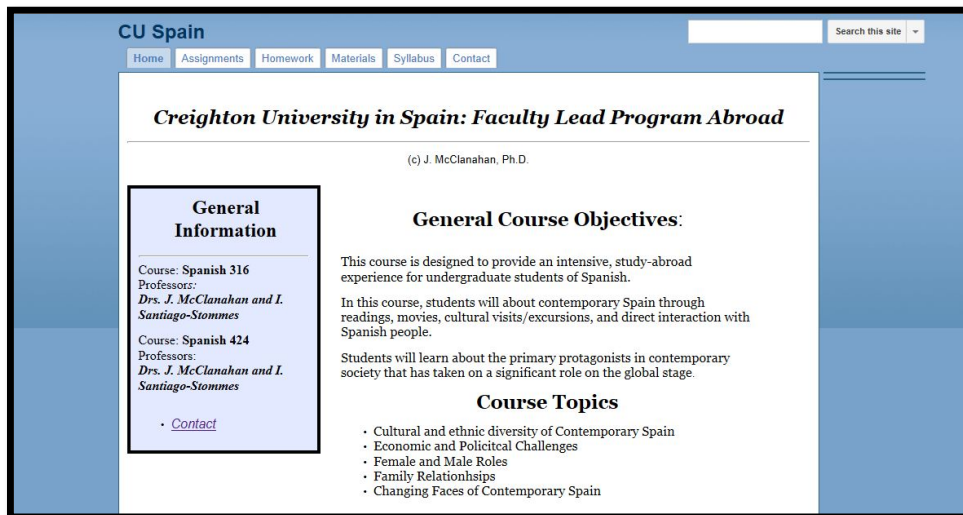 CU Spain
Search this site
Home Assignments Homework Materials Syllabus Contact
Creighton University in Spain: Faculty Lead Program Abroad
(c) J. McClanahan, Ph.D.
General
Information
Course: Spanish 316
Professors:
Drs. J. McClanahan and I.
Santiago-Stommes
Course: Spanish 424
Professors:
Drs. J. McClanahan and I.
Santiago-Stommes
• Contact
General Course Objectives:
This course is designed to provide an intensive, study-abroad
experience for undergraduate students of Spanish.
In this course, students will about contemporary Spain through
readings, movies, cultural visits/excursions, and direct interaction with
Spanish people.
Students will learn about the primary protagonists in contemporary
society that has taken on a significant role on the global stage.
Course Topics
• Cultural and ethnic diversity of Contemporary Spain
• Economic and Policitcal Challenges
• Female and Male Roles
• Family Relationhsips
• Changing Faces of Contemporary Spain